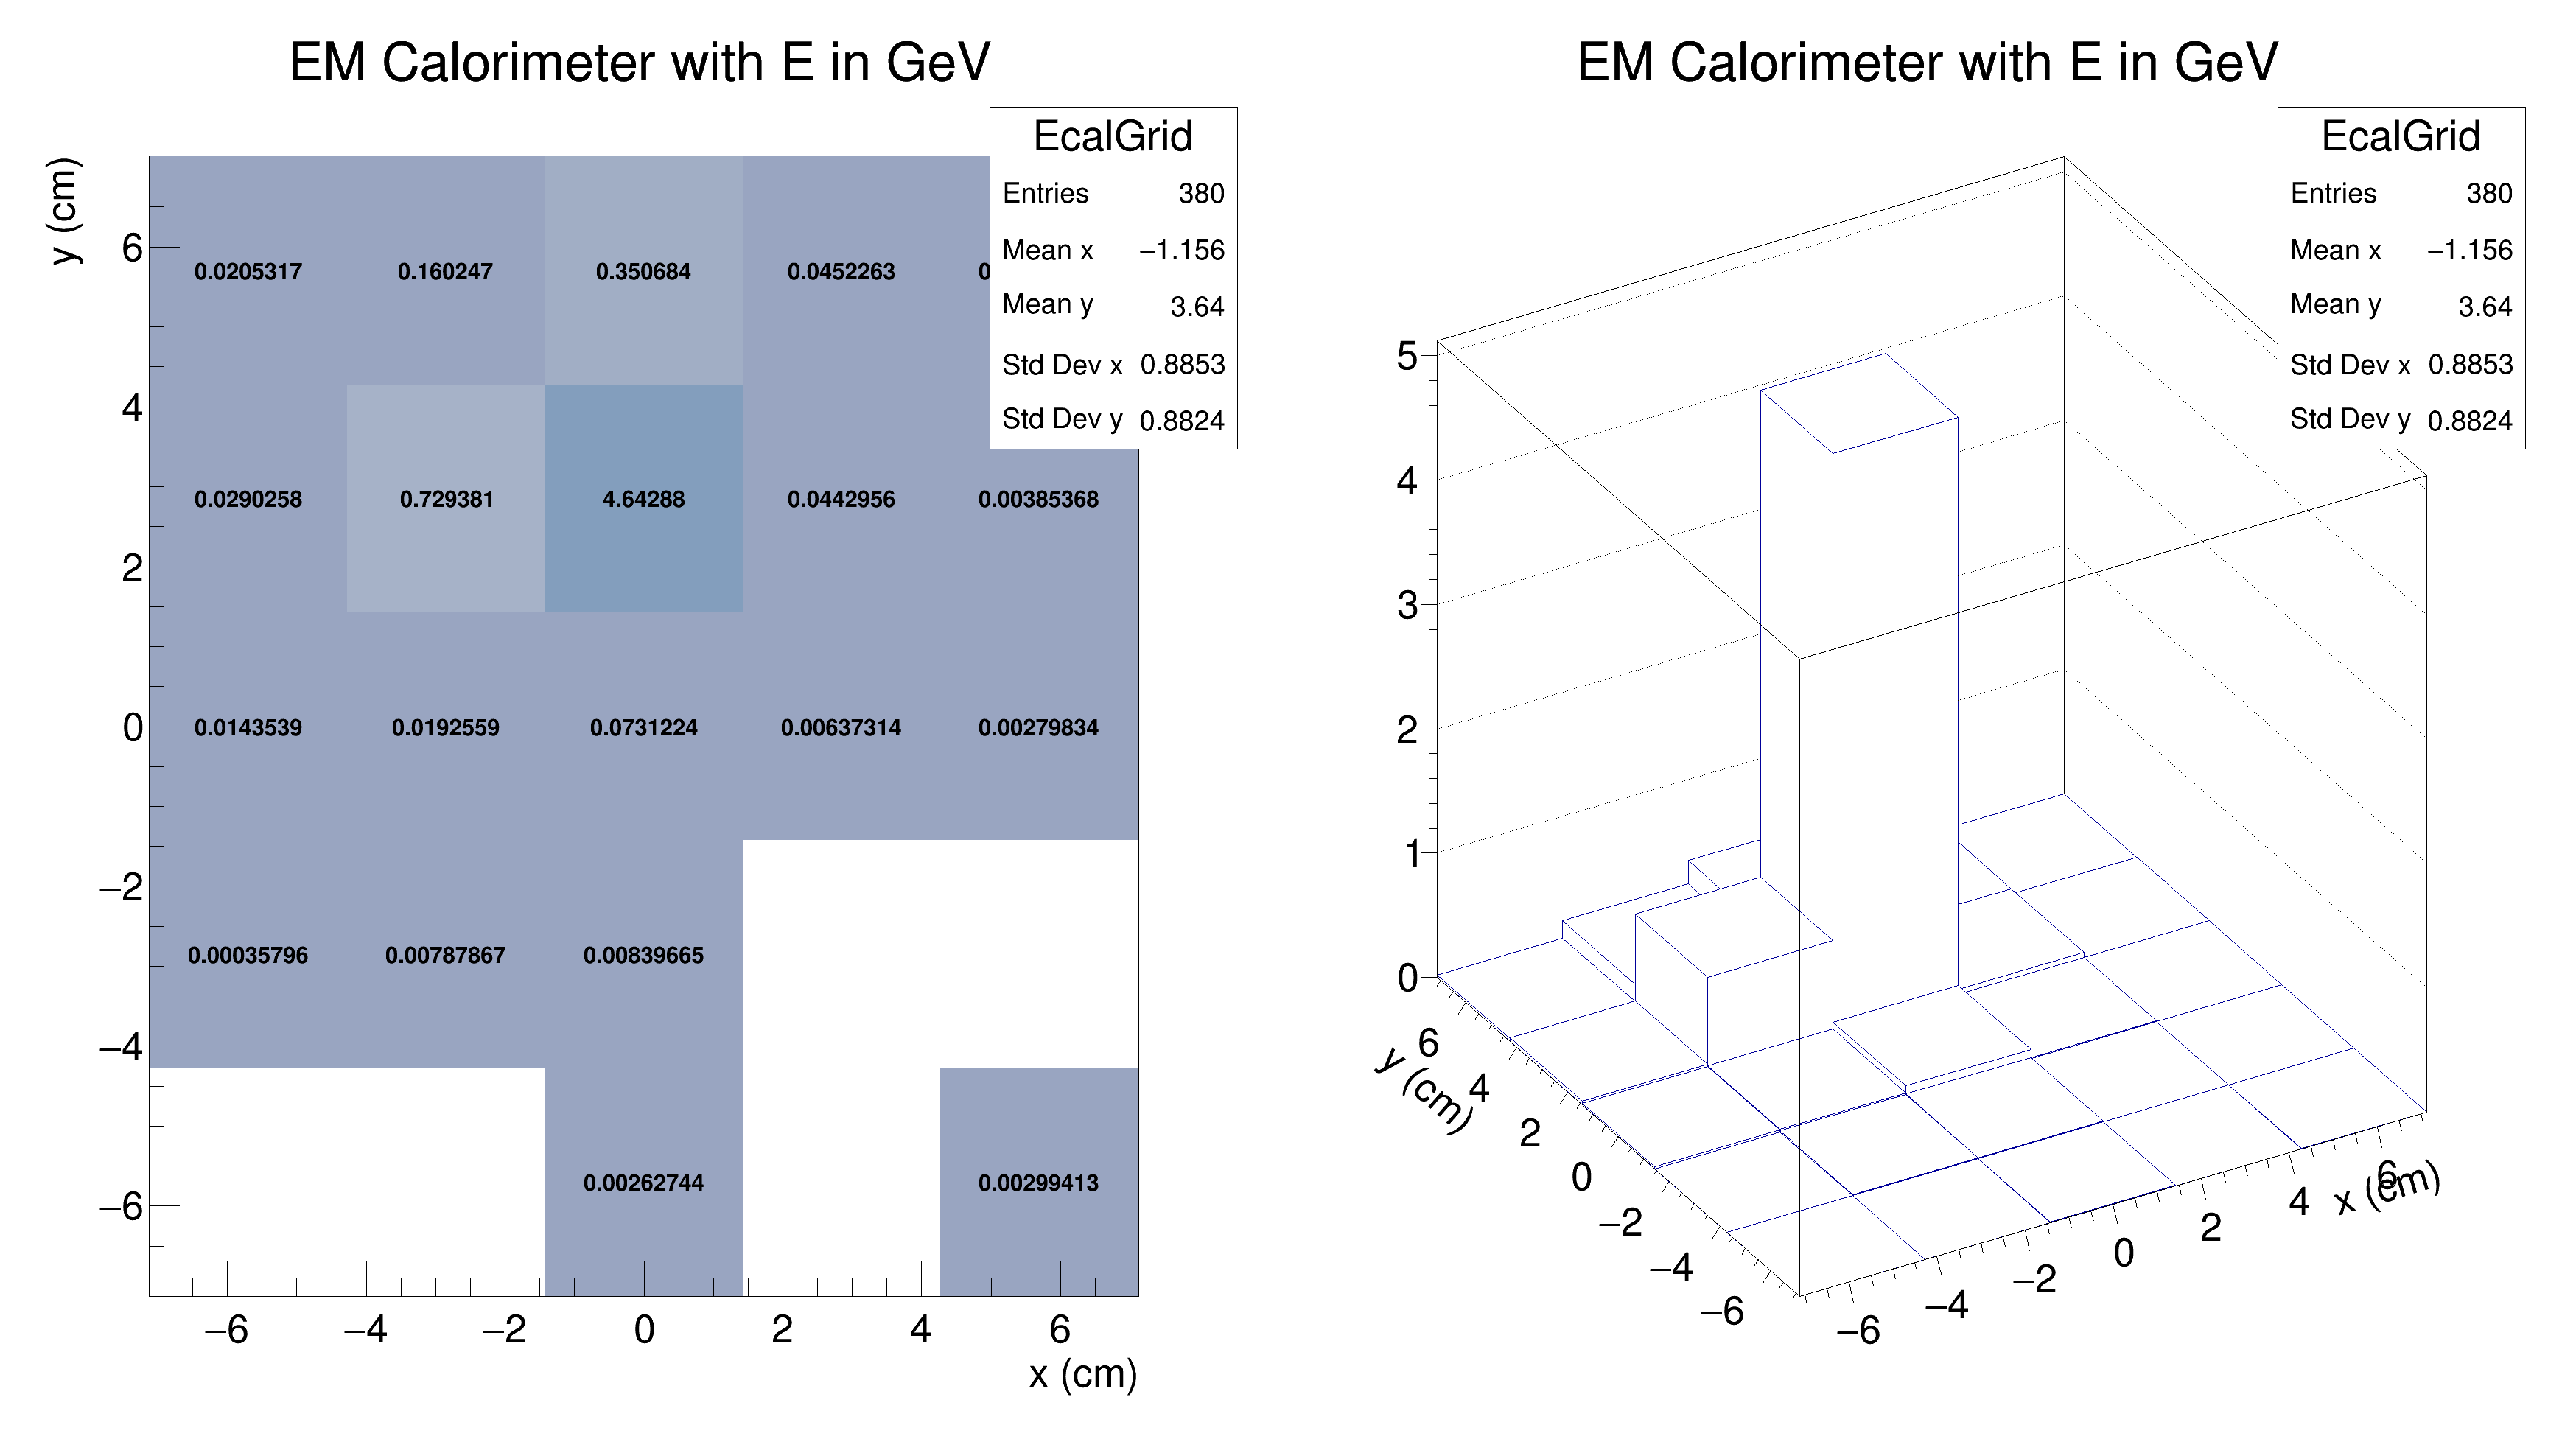 EM Calorimeter with E in GeV
EcalGrid
Entries 380
Mean x −1.156
Mean y 3.64
Std Dev x 0.8853
Std Dev y 0.8824
y (cm)
6
4
2
0
−2
−4
−6
0.0205317 0.160247 0.350684 0.0452263
0.0290258 0.729381 4.64288 0.0442956 0.00385368
0.0143539 0.0192559 0.0731224 0.00637314 0.00279834
0.00035796 0.00787867 0.00839665
0.00262744 0.00299413
−6 −4 −2 0 2 4 6
x (cm)
EM Calorimeter with E in GeV
EcalGrid
Entries 380
Mean x −1.156
Mean y 3.64
Std Dev x 0.8853
Std Dev y 0.8824
5
4
3
2
1
0
y (cm)
6
4
2
0
−2
−4
−6
−6 −4 −2 0 2 4 6
x (cm)